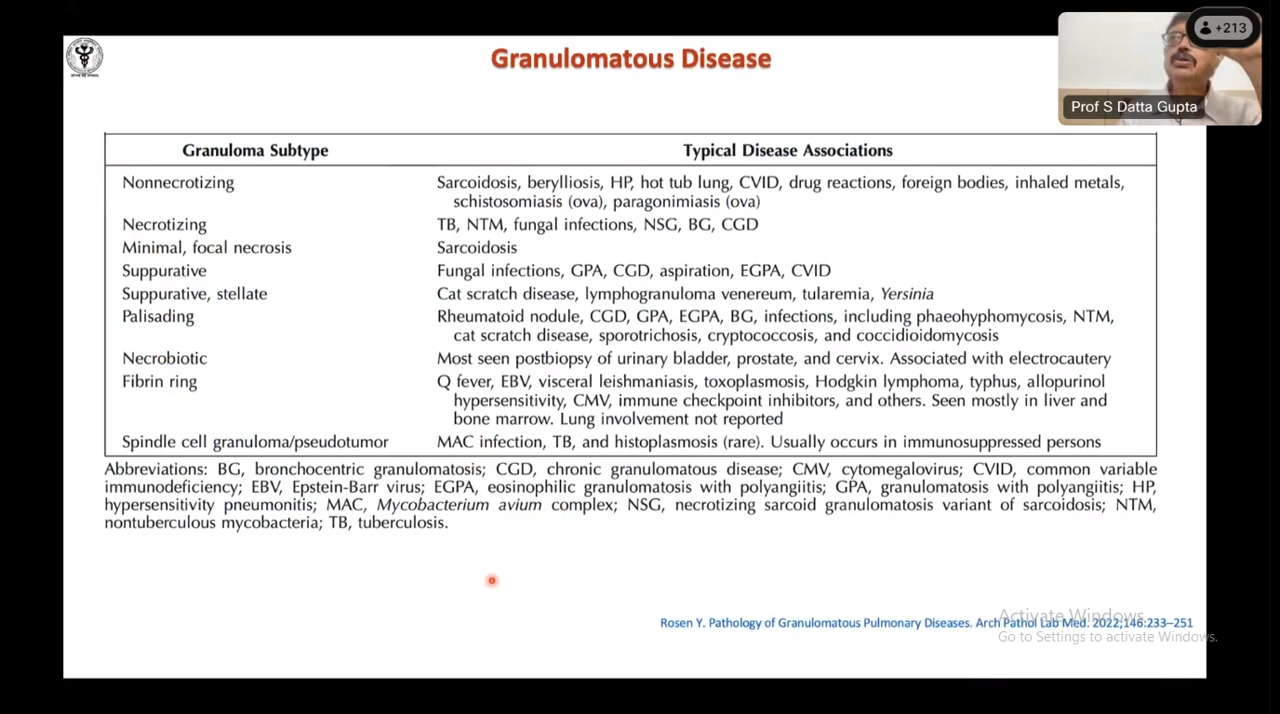 Granulomatous Disease
+213
Prof S Datta Gupta
Granuloma Subtype Typical Disease Associations
Nonnecrotizing Sarcoidosis, berylliosis, HP, hot tub lung, CVID, drug reactions, foreign bodies, inhaled metals,
schistosomiasis (ova), paragonimiasis (ova)
Necrotizing TB, NTM, fungal infections, NSG, BG, CGD
Minimal, focal necrosis Sarcoidosis
Suppurative Fungal infections, GPA, CGD, aspiration, EGPA, CVID
Suppurative, stellate Cat scratch disease, lymphogranuloma venereum, tularemia, Yersinia
Palisading Rheumatoid nodule, CGD, GPA, EGPA, BG, infections, including phaeohyphomycosis, NTM,
cat scratch disease, sporotrichosis, cryptococcosis, and coccidioidomycosis
Necrobiotic Most seen postbiopsy of urinary bladder, prostate, and cervix. Associated with electrocautery
Fibrin ring Q fever, EBV, visceral leishmaniasis, toxoplasmosis, Hodgkin lymphoma, typhus, allopurinol
hypersensitivity, CMV, immune checkpoint inhibitors, and others. Seen mostly in liver and
bone marrow. Lung involvement not reported
Spindle cell granuloma/pseudotumor MAC infection, TB, and histoplasmosis (rare). Usually occurs in immunosuppressed persons
Abbreviations: BG, bronchocentric granulomatosis; CGD, chronic granulomatous disease; CMV, cytomegalovirus; CVID, common variable
immunodeficiency; EBV, Epstein-Barr virus; EGPA, eosinophilic granulomatosis with polyangiitis; GPA, granulomatosis with polyangiitis; HP,
hypersensitivity pneumonitis; MAC, Mycobacterium avium complex; NSG, necrotizing sarcoid granulomatosis variant of sarcoidosis; NTM,
nontuberculous mycobacteria; TB, tuberculosis.
Rosen Y. Pathology of Granulomatous Pulmonary Diseases. Arch Pathol Lab Med. 2022;146:233–251
Activate Windows
Go to Settings to activate Windows.